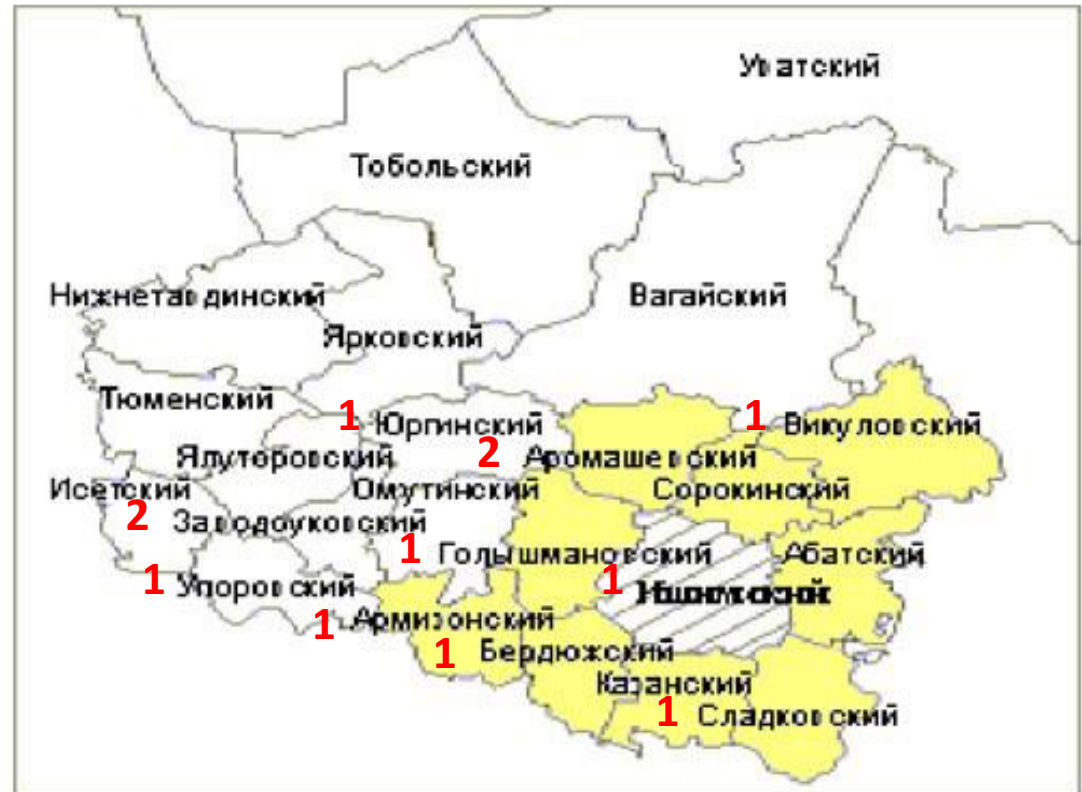 Уватский
Тобольский
Нижнетавдинский
Вагайский
Ярковский
Тюменский
1
Юргинский
1
Викуловский
Ялуторовский
2
Аромашевский
Исетский
Омутинский
Сорокинский
2
Заводоуковский
1
Голышмановский
Абатский
1
Упоровский
1
1
Армизонский
1
Бердюжский
Казанский
1
Сладковский